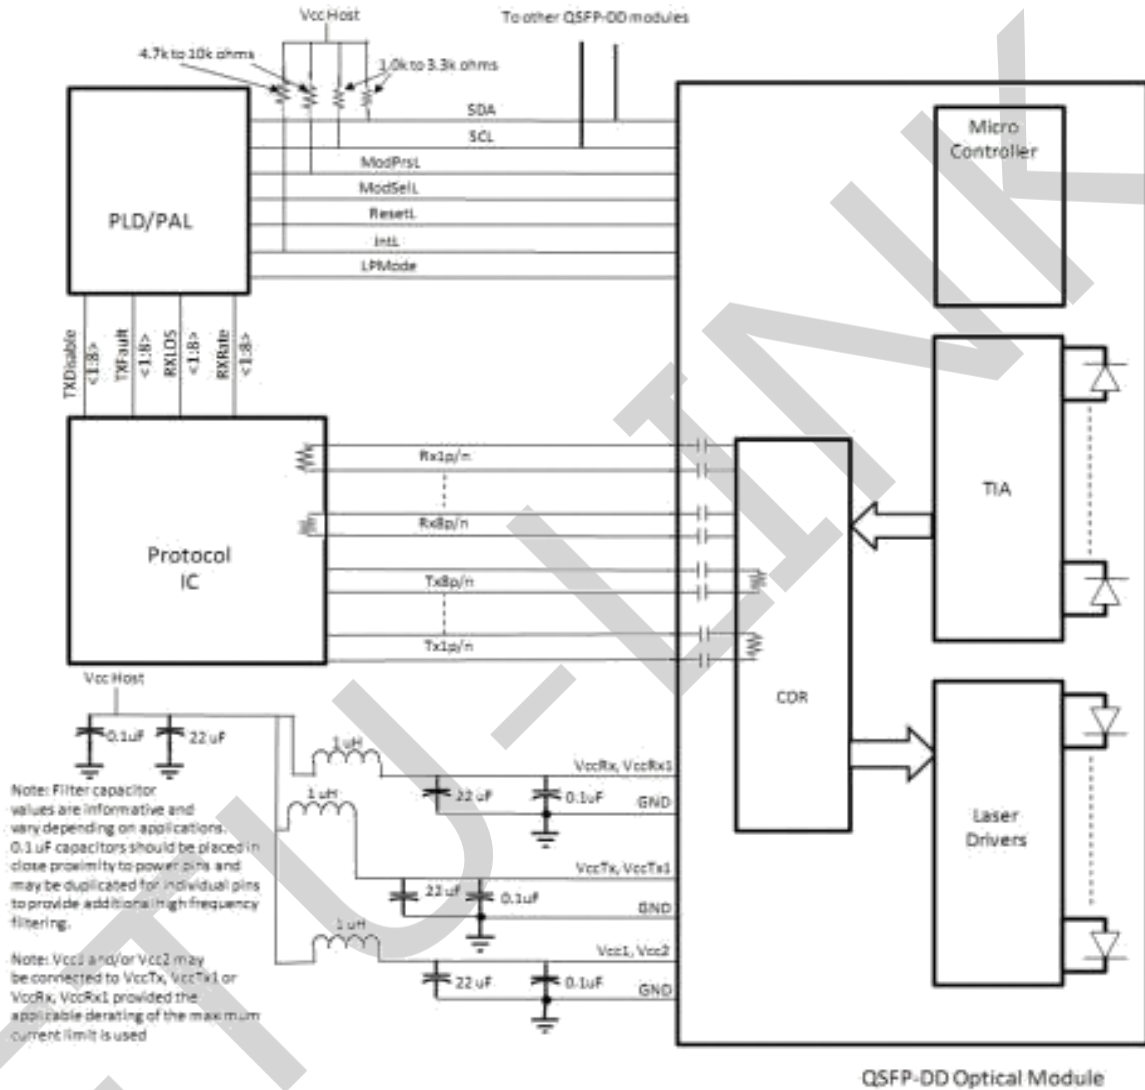 Vcc Host
To other QSFP-DD modules
4.7k to 10k ohms
1.0k to 3.3k ohms
SDA
SCL
ModPrsL
ModSelL
ResetL
IntL
LPMode
PLD/PAL
Micro
Controller
TXDisable
<1:8>
TXFault
<1:8>
RXLOS
<1:8>
RXRate
<1:8>
Rx1p/n
Rx8p/n
Tx8p/n
Tx1p/n
Protocol
IC
TIA
CDR
Laser
Drivers
Vcc Host
0.1uF
22 uF
1 uH
VccRx, VccRx1
22 uF
0.1uF
GND
1 uH
VccTx, VccTx1
22 uF
0.1uF
GND
1 uH
Vcc1, Vcc2
22 uF
0.1uF
GND
Note: Filter capacitor
values are informative and
vary depending on applications.
0.1 uF capacitors should be placed in
close proximity to power pins and
may be duplicated for individual pins
to provide additional high frequency
filtering.
Note: Vcc1 and/or Vcc2 may
be connected to VccTx, VccTx1 or
VccRx, VccRx1 provided the
applicable derating of the maximum
current limit is used
QSFP-DD Optical Module
TU-LINK